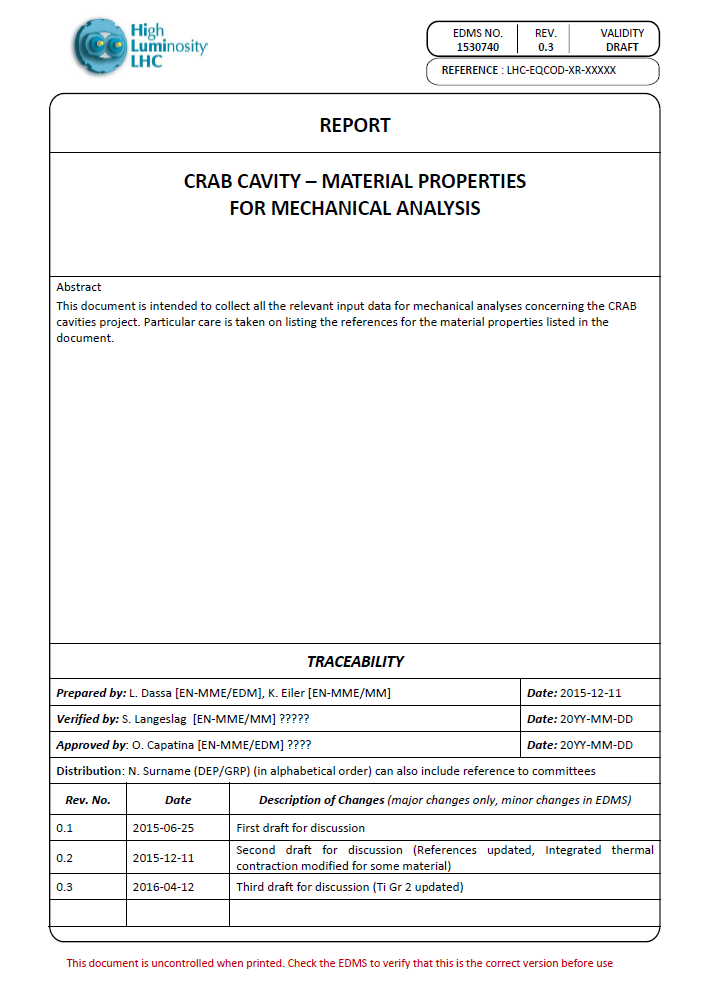 High
Luminosity
LHC
EDMS NO. REV. VALIDITY
1530740 0.3 DRAFT
REFERENCE : LHC-EQCOD-XR-XXXXX
REPORT
CRAB CAVITY – MATERIAL PROPERTIES
FOR MECHANICAL ANALYSIS
Abstract
This document is intended to collect all the relevant input data for mechanical analyses concerning the CRAB
cavities project. Particular care is taken on listing the references for the material properties listed in the
document.
TRACEABILITY
Prepared by: L. Dassa [EN-MME/EDM], K. Eiler [EN-MME/MM] Date: 2015-12-11
Verified by: S. Langeslag [EN-MME/MM] ????? Date: 20YY-MM-DD
Approved by: O. Capatina [EN-MME/EDM] ???? Date: 20YY-MM-DD
Distribution: N. Surname (DEP/GRP) (in alphabetical order) can also include reference to committees
Rev. No. Date Description of Changes (major changes only, minor changes in EDMS)
0.1 2015-06-25 First draft for discussion
0.2 2015-12-11 Second draft for discussion (References updated, Integrated thermal
contraction modified for some material)
0.3 2016-04-12 Third draft for discussion (Ti Gr 2 updated)
This document is uncontrolled when printed. Check the EDMS to verify that this is the correct version before use